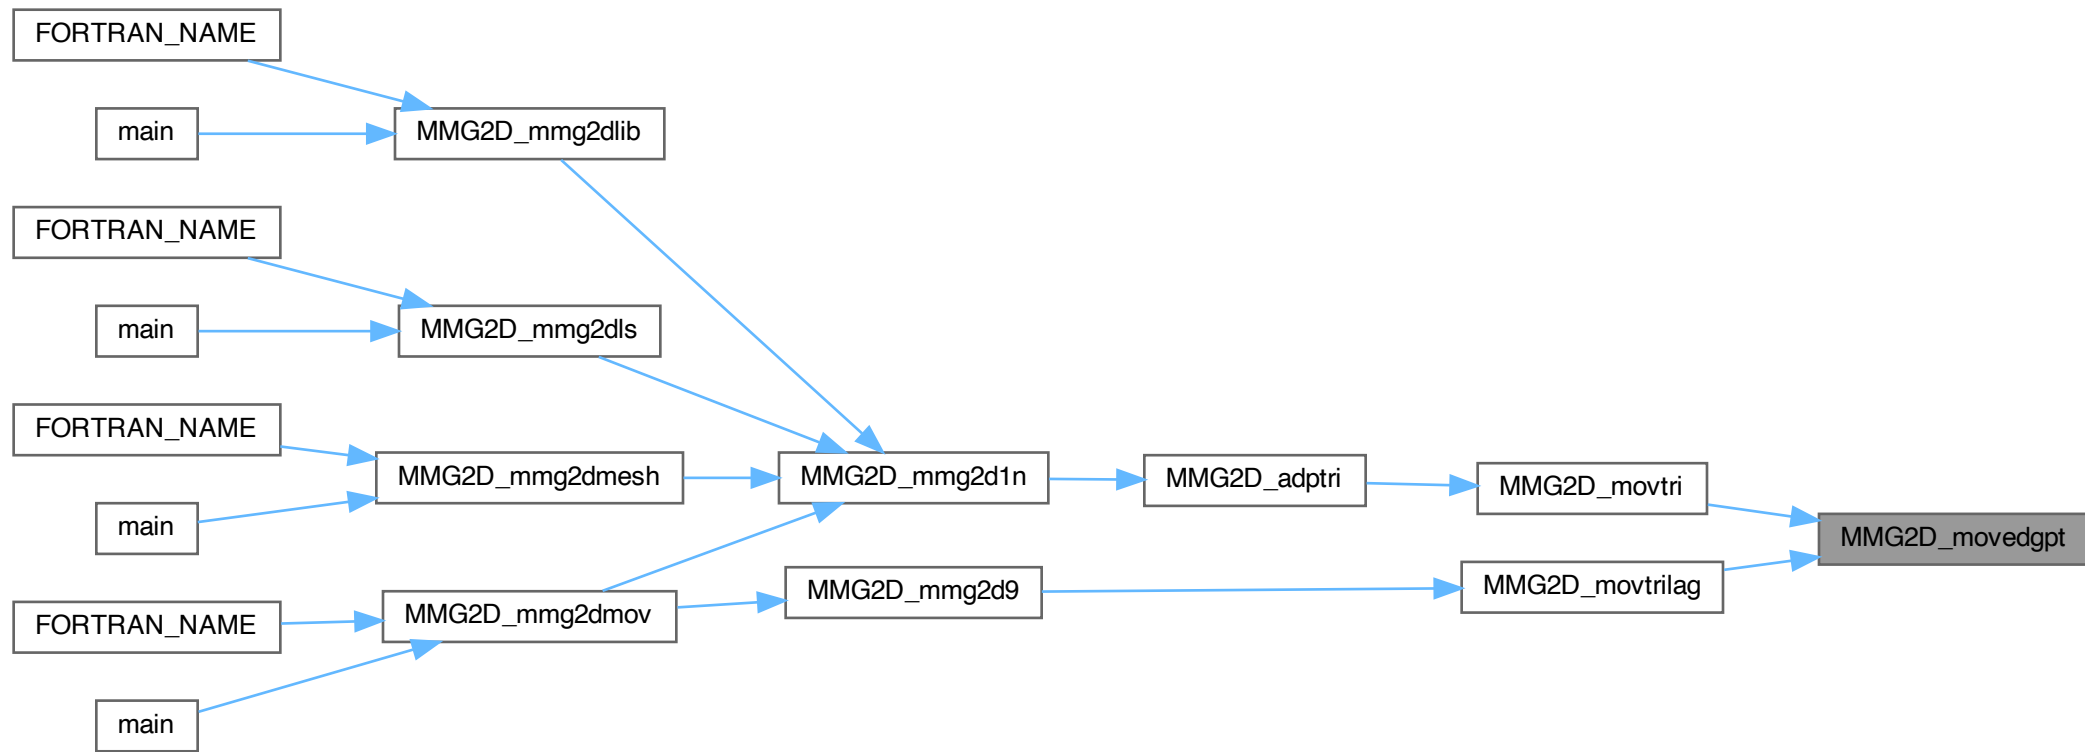 FORTRAN_NAME
main
MMG2D_mmg2dlib
FORTRAN_NAME
main
MMG2D_mmg2dls
FORTRAN_NAME
main
MMG2D_mmg2dmesh
MMG2D_mmg2d1n
MMG2D_adptri
MMG2D_movtri
MMG2D_movedgpt
FORTRAN_NAME
main
MMG2D_mmg2dmov
MMG2D_mmg2d9
MMG2D_movtrilag